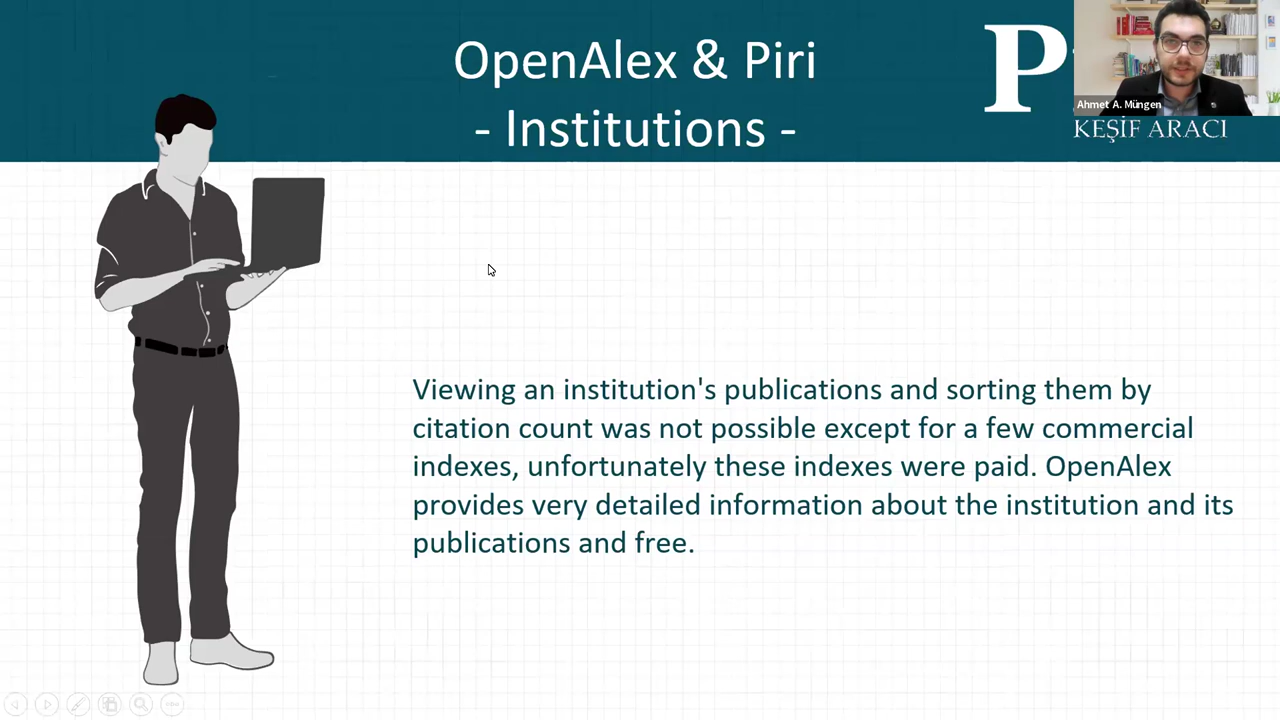 OpenAlex & Piri
- Institutions -
P
Ahmet A. Müngen
KEŞİF ARACI
Viewing an institution's publications and sorting them by
citation count was not possible except for a few commercial
indexes, unfortunately these indexes were paid. OpenAlex
provides very detailed information about the institution and its
publications and free.